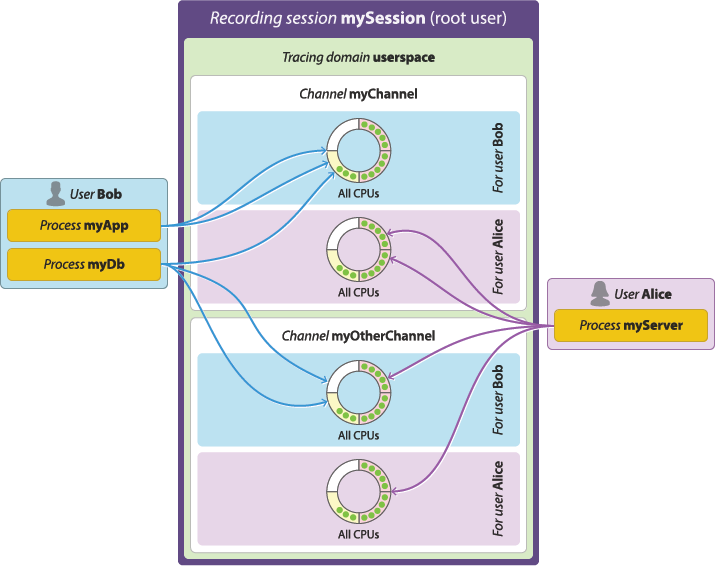 Recording session mySession (root user)
Tracing domain userspace
Channel myChannel
For user Bob
All CPUs
For user Alice
All CPUs
Channel myOtherChannel
For user Bob
All CPUs
For user Alice
All CPUs
User Bob
Process myApp
Process myDb
User Alice
Process myServer